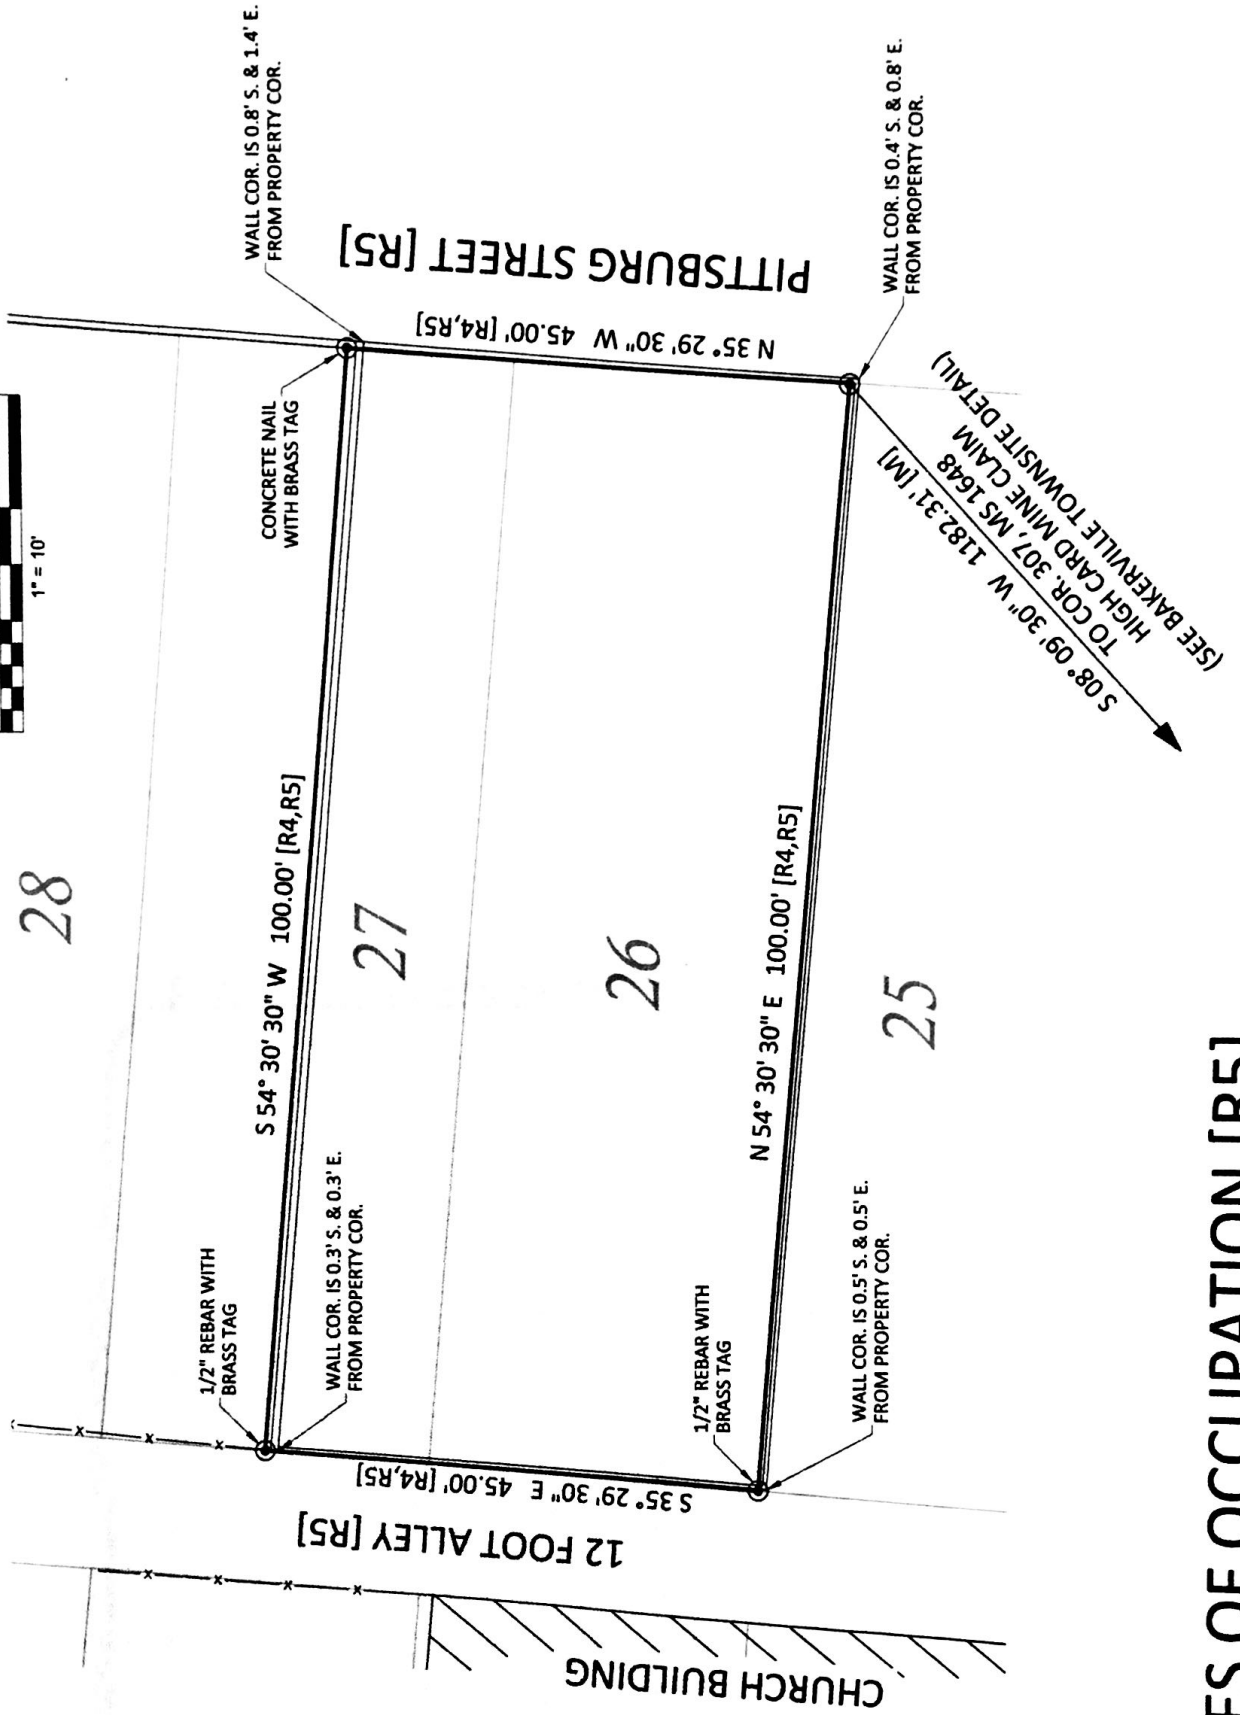 1" = 10'
28
WALL COR. IS 0.8' S. & 1.4' E.
FROM PROPERTY COR.
CONCRETE NAIL
WITH BRASS TAG
PITTSBURG STREET [R5]
N 35° 29' 30" W 45.00' [R4,R5]
WALL COR. IS 0.4' S. & 0.8' E.
FROM PROPERTY COR.
S 54° 30' 30" W 100.00' [R4,R5]
27
26
N 54° 30' 30" E 100.00' [R4,R5]
25
S 08° 09' 30" W 1182.31' [M]
TO COR. 307, MS 1648
HIGH CARD MINE CLAIM
(SEE BAKERVILLE TOWNSITE DETAIL)
1/2" REBAR WITH
BRASS TAG
WALL COR. IS 0.3' S. & 0.3' E.
FROM PROPERTY COR.
1/2" REBAR WITH
BRASS TAG
WALL COR. IS 0.5' S. & 0.5' E.
FROM PROPERTY COR.
S 35° 29' 30" E 45.00' [R4,R5]
12 FOOT ALLEY [R5]
CHURCH BUILDING
ES OF OCCUPATION [R5]